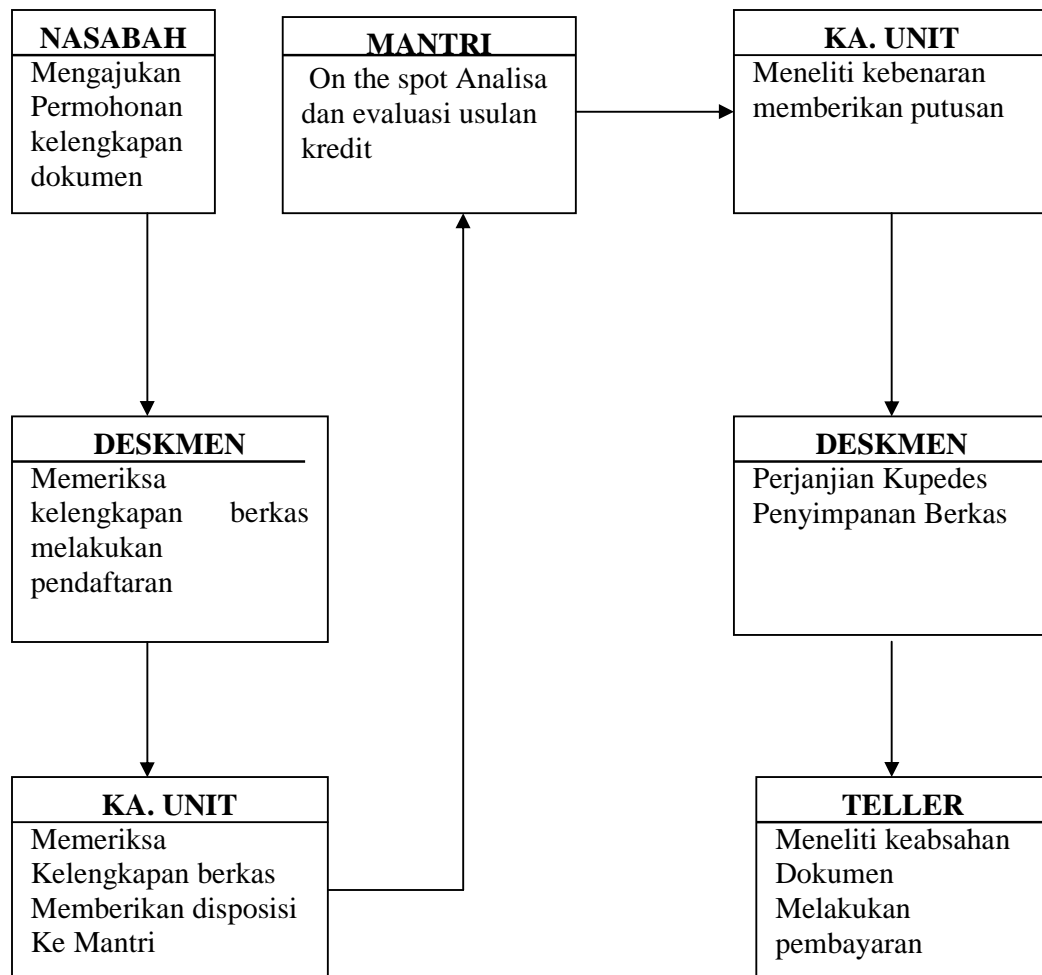 NASABAH
Mengajukan
Permohonan
kelengkapan
dokumen
DESKMEN
Memeriksa
kelengkapan berkas
melakukan
pendaftaran
KA. UNIT
Memeriksa
Kelengkapan berkas
Memberikan disposisi
Ke Mantri
MANTRI
On the spot Analisa
dan evaluasi usulan
kredit
KA. UNIT
Meneliti kebenaran
memberikan putusan
DESKMEN
Perjanjian Kupedes
Penyimpanan Berkas
TELLER
Meneliti keabsahan
Dokumen
Melakukan
pembayaran